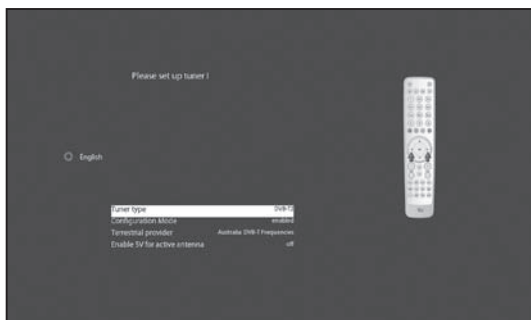 Please set up tuner I
English
Tuner type DVB-T2
Configuration Mode enabled
Terrestrial provider Australia DVB-T Frequencies
Enable 5V for active antenna off